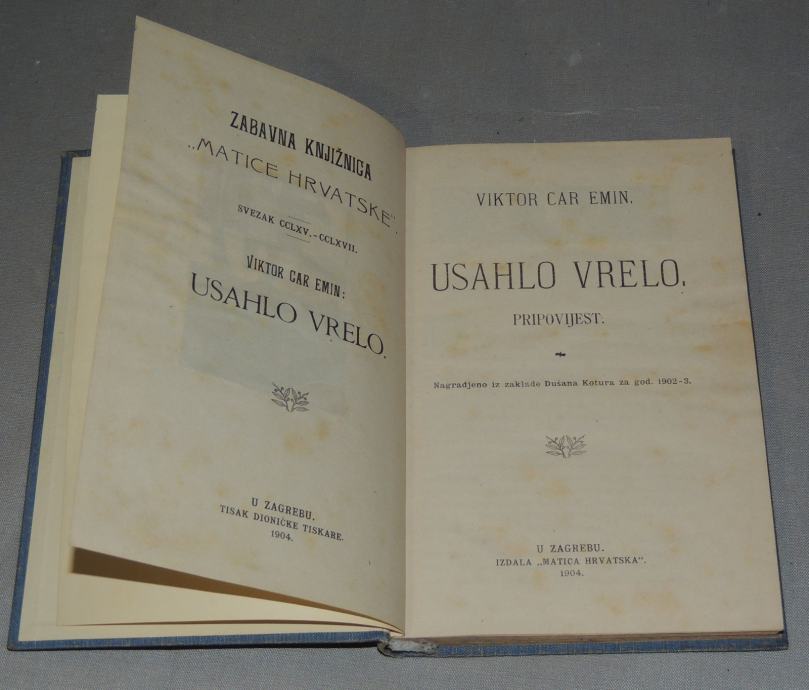 ZABAVNA KNJIŽNICA
„MATICE HRVATSKE“.
SVEZAK CCLXV.–CCLXVII.
VIKTOR CAR EMIN:
USAHLO VRELO.
U ZAGREBU.
TISAK DIONIČKE TISKARE.
1904.
VIKTOR CAR EMIN.
USAHLO VRELO.
PRIPOVIJEST.
Nagradjeno iz zaklade Dušana Kotura za god. 1902–3.
U ZAGREBU.
IZDALA „MATICA HRVATSKA“.
1904.